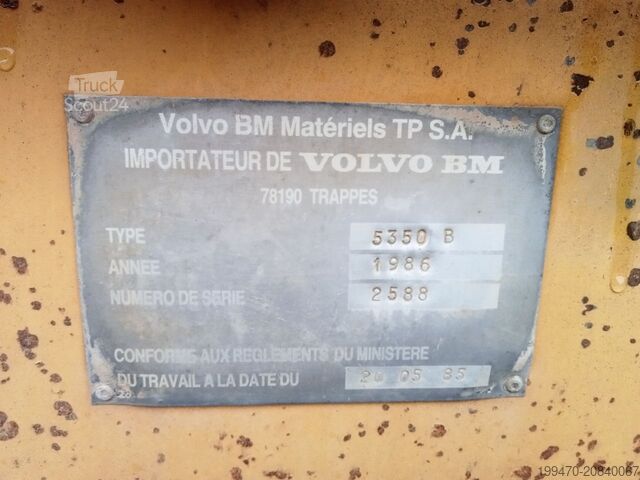 Truck
Scout24
Volvo BM Matériels TP S.A.
IMPORTATEUR DE VOLVO BM
78190 TRAPPES
TYPE 5350 B
ANNEE 1986
NUMERO DE SERIE 2588
CONFORME AUX REGLEMENTS DU MINISTERE
DU TRAVAIL A LA DATE DU 20 05 85
199470-20840067